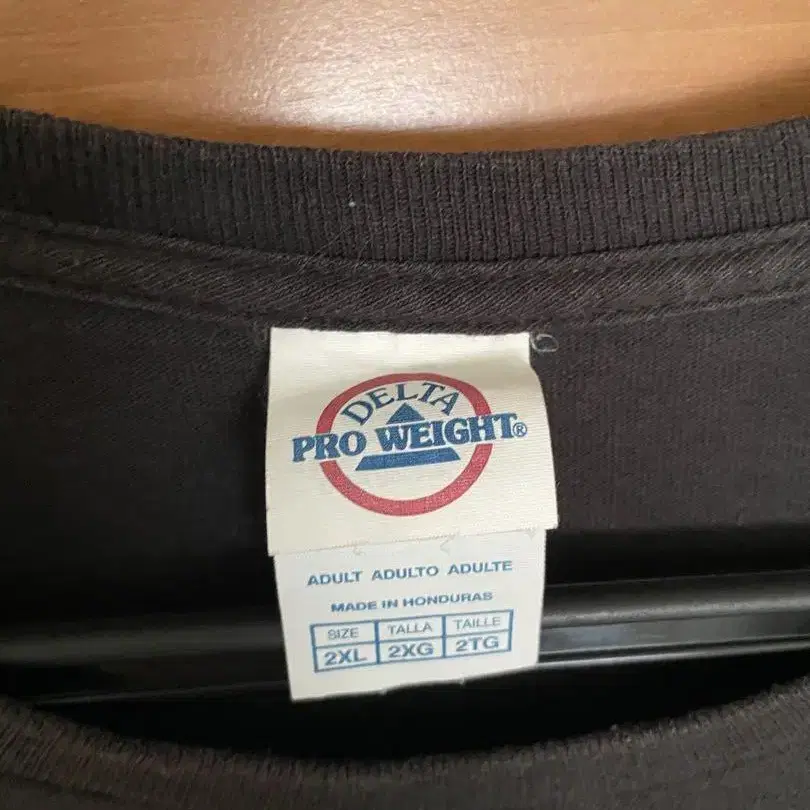 DELTA
PRO WEIGHT®
ADULT ADULTO ADULTE
MADE IN HONDURAS
SIZE TALLA TAILLE
2XL 2XG 2TG